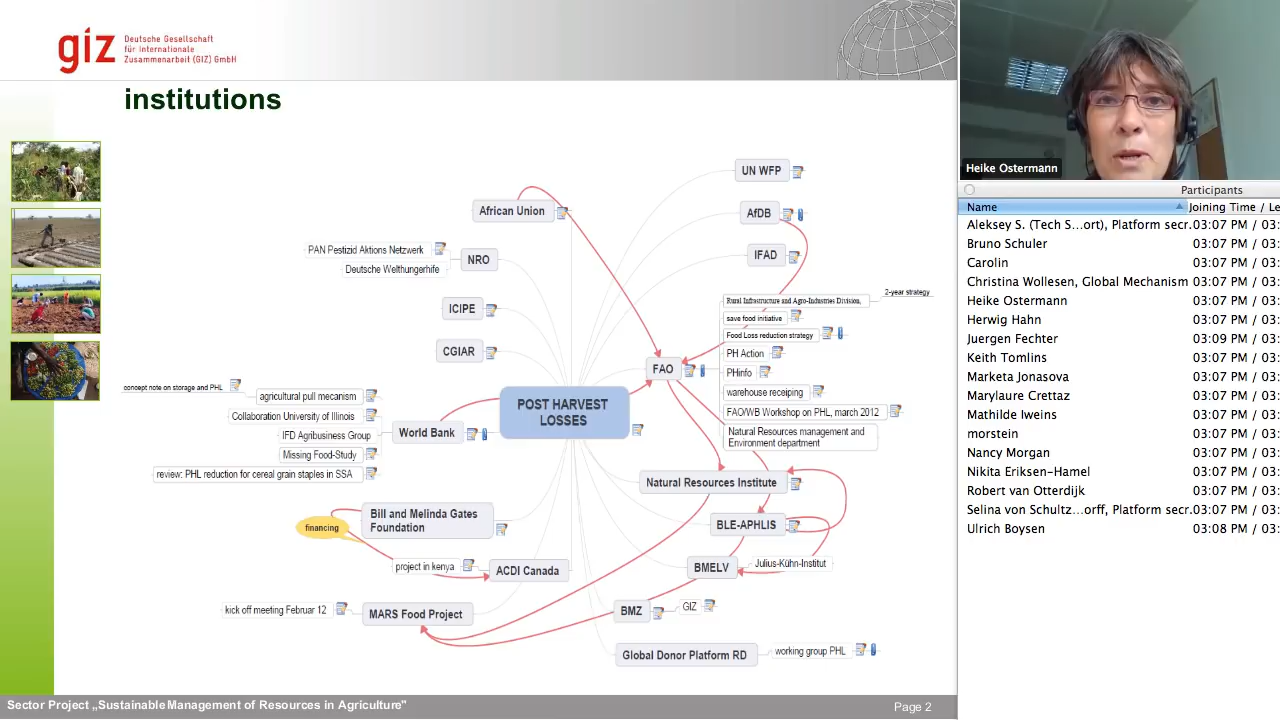 giz
Deutsche Gesellschaft
für Internationale
Zusammenarbeit (GIZ) GmbH
institutions
UN WFP
African Union
AfDB
PAN Pestizid Aktions Netzwerk
Deutsche Welthungerhife
NRO
IFAD
2-year strategy
Rural Infrastructure and Agro-Industries Division,
ICIPE
save food initiative
Food Loss reduction strategy
CGIAR
PH Action
FAO
PHinfo
concept note on storage and PHL
agricultural pull mecanism
warehouse receiping
POST HARVEST
LOSSES
Collaboration University of Illinois
FAO/WB Workshop on PHL, march 2012
World Bank
IFD Agribusiness Group
Natural Resources management and
Environment department
Missing Food-Study
review: PHL reduction for cereal grain staples in SSA
Natural Resources Institute
Bill and Melinda Gates
Foundation
financing
BLE-APHLIS
project in kenya
ACDI Canada
BMELV
Julius-Kühn-Institut
kick off meeting Februar 12
MARS Food Project
BMZ
GIZ
Global Donor Platform RD
working group PHL
Sector Project „Sustainable Management of Resources in Agriculture"
Page 2
Heike Ostermann
Participants
Name Joining Time / Le
Aleksey S. (Tech S...ort), Platform secr. 03:07 PM / 03:
Bruno Schuler 03:07 PM / 03:
Carolin 03:07 PM / 03:
Christina Wollesen, Global Mechanism 03:07 PM / 03:
Heike Ostermann 03:07 PM / 03:
Herwig Hahn 03:07 PM / 03:
Juergen Fechter 03:09 PM / 03:
Keith Tomlins 03:07 PM / 03:
Marketa Jonasova 03:07 PM / 03:
Marylaure Crettaz 03:07 PM / 03:
Mathilde Iweins 03:07 PM / 03:
morstein 03:07 PM / 03:
Nancy Morgan 03:07 PM / 03:
Nikita Eriksen-Hamel 03:07 PM / 03:
Robert van Otterdijk 03:07 PM / 03:
Selina von Schultz...orff, Platform secr. 03:07 PM / 03:
Ulrich Boysen 03:08 PM / 03: